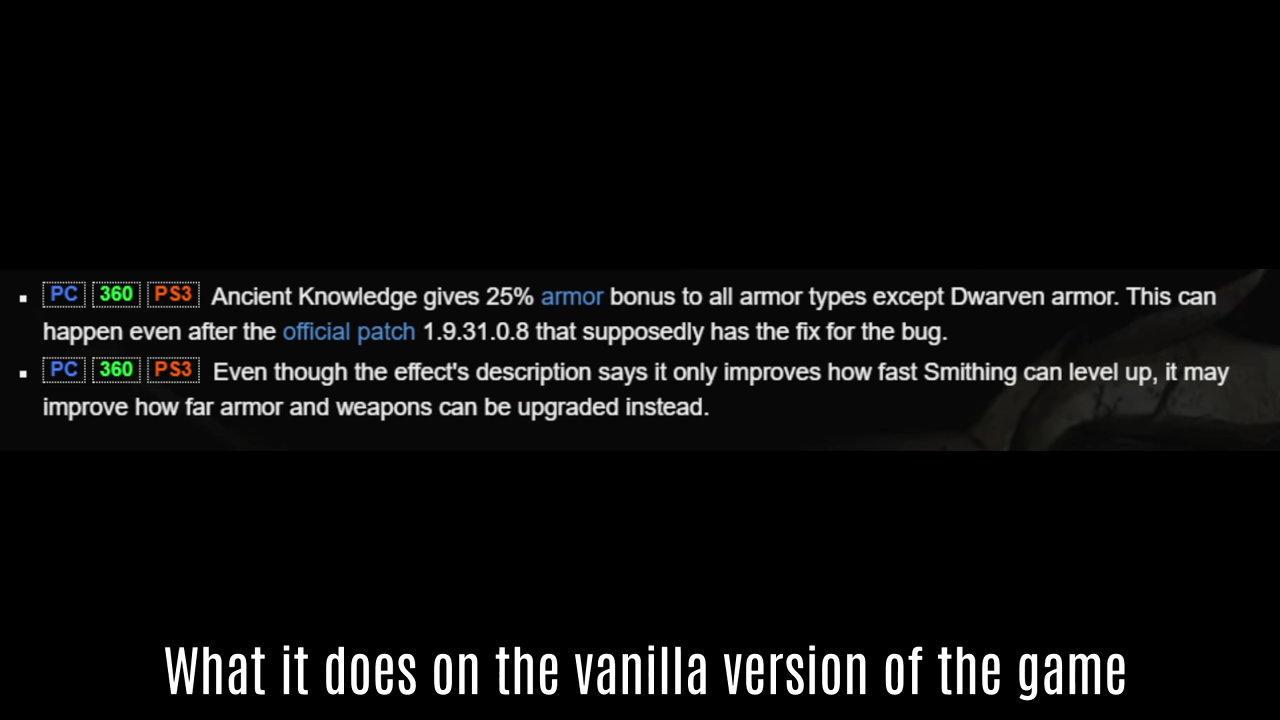 PC 360 PS3 Ancient Knowledge gives 25% armor bonus to all armor types except Dwarven armor. This can
happen even after the official patch 1.9.31.0.8 that supposedly has the fix for the bug.
PC 360 PS3 Even though the effect's description says it only improves how fast Smithing can level up, it may
improve how far armor and weapons can be upgraded instead.
What it does on the vanilla version of the game